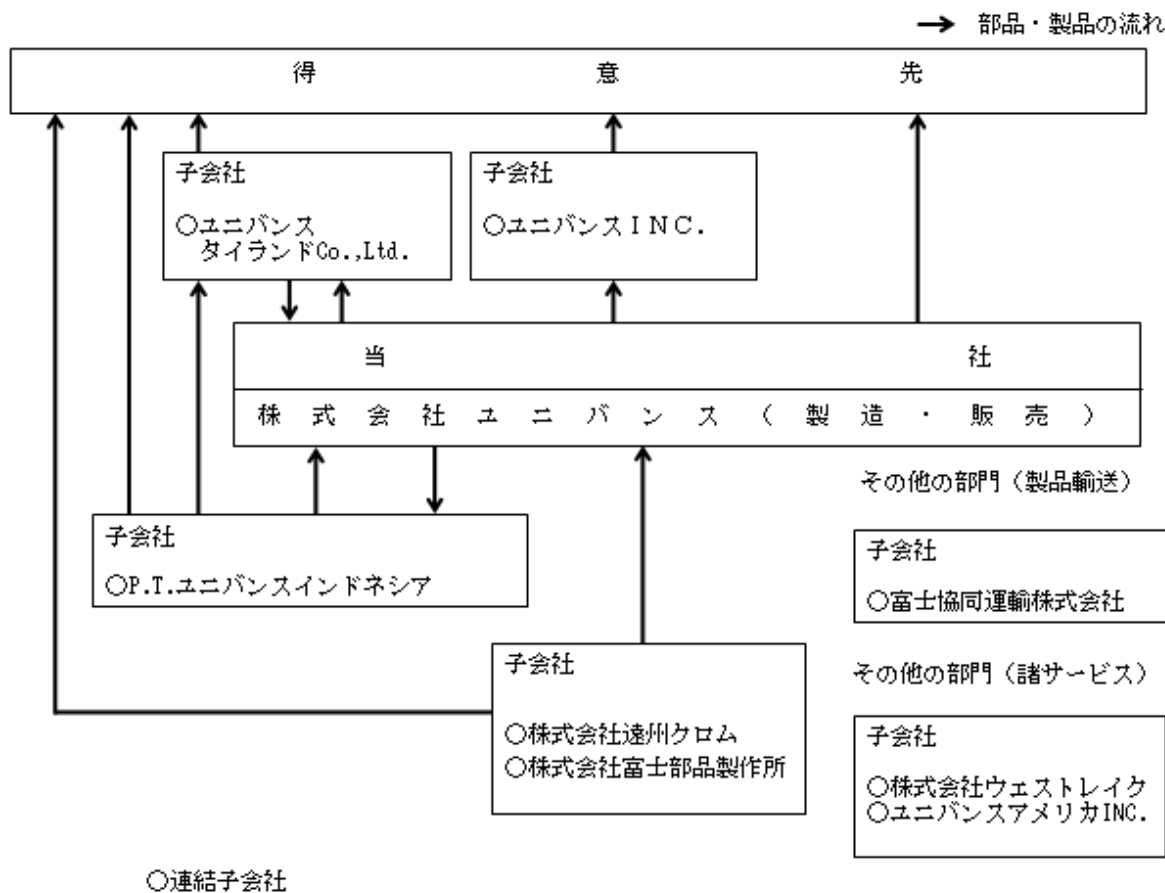 部品・製品の流れ
得意先
子会社
○ユニバンス
タイランドCo.,Ltd.
子会社
○ユニバンスＩＮＣ.
当社
株式会社ユニバンス（製造・販売）
その他の部門（製品輸送）
子会社
○P.T.ユニバンスインドネシア
子会社
○富士協同運輸株式会社
子会社
○株式会社遠州クロム
○株式会社富士部品製作所
その他の部門（諸サービス）
子会社
○株式会社ウェストレイク
○ユニバンスアメリカINC.
○連結子会社